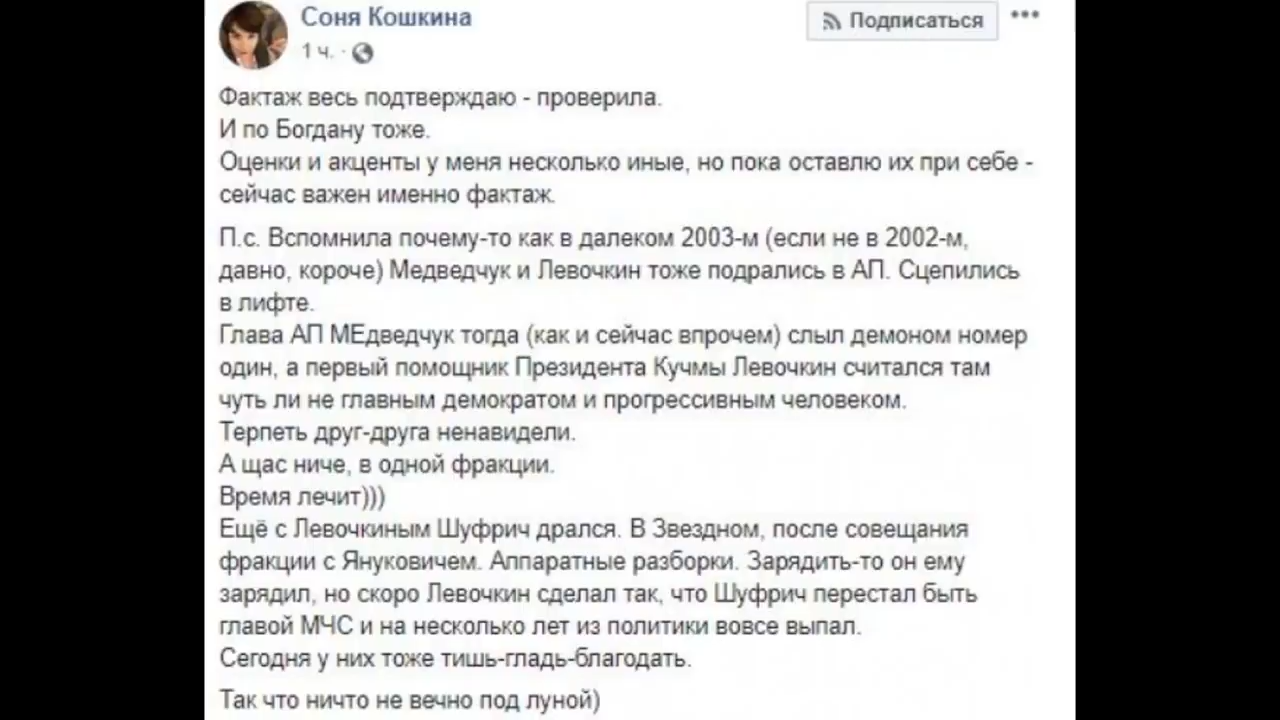 Соня Кошкина
Подписаться
1 ч.
Фактаж весь подтверждаю - проверила.
И по Богдану тоже.
Оценки и акценты у меня несколько иные, но пока оставлю их при себе -
сейчас важен именно фактаж.
П.с. Вспомнила почему-то как в далеком 2003-м (если не в 2002-м,
давно, короче) Медведчук и Левочкин тоже подрались в АП. Сцепились
в лифте.
Глава АП МЕдведчук тогда (как и сейчас впрочем) слыл демоном номер
один, а первый помощник Президента Кучмы Левочкин считался там
чуть ли не главным демократом и прогрессивным человеком.
Терпеть друг-друга ненавидели.
А щас ниче, в одной фракции.
Время лечит)))
Ещё с Левочкиным Шуфрич дрался. В Звездном, после совещания
фракции с Януковичем. Аппаратные разборки. Зарядить-то он ему
зарядил, но скоро Левочкин сделал так, что Шуфрич перестал быть
главой МЧС и на несколько лет из политики вовсе выпал.
Сегодня у них тоже тишь-гладь-благодать.
Так что ничто не вечно под луной)